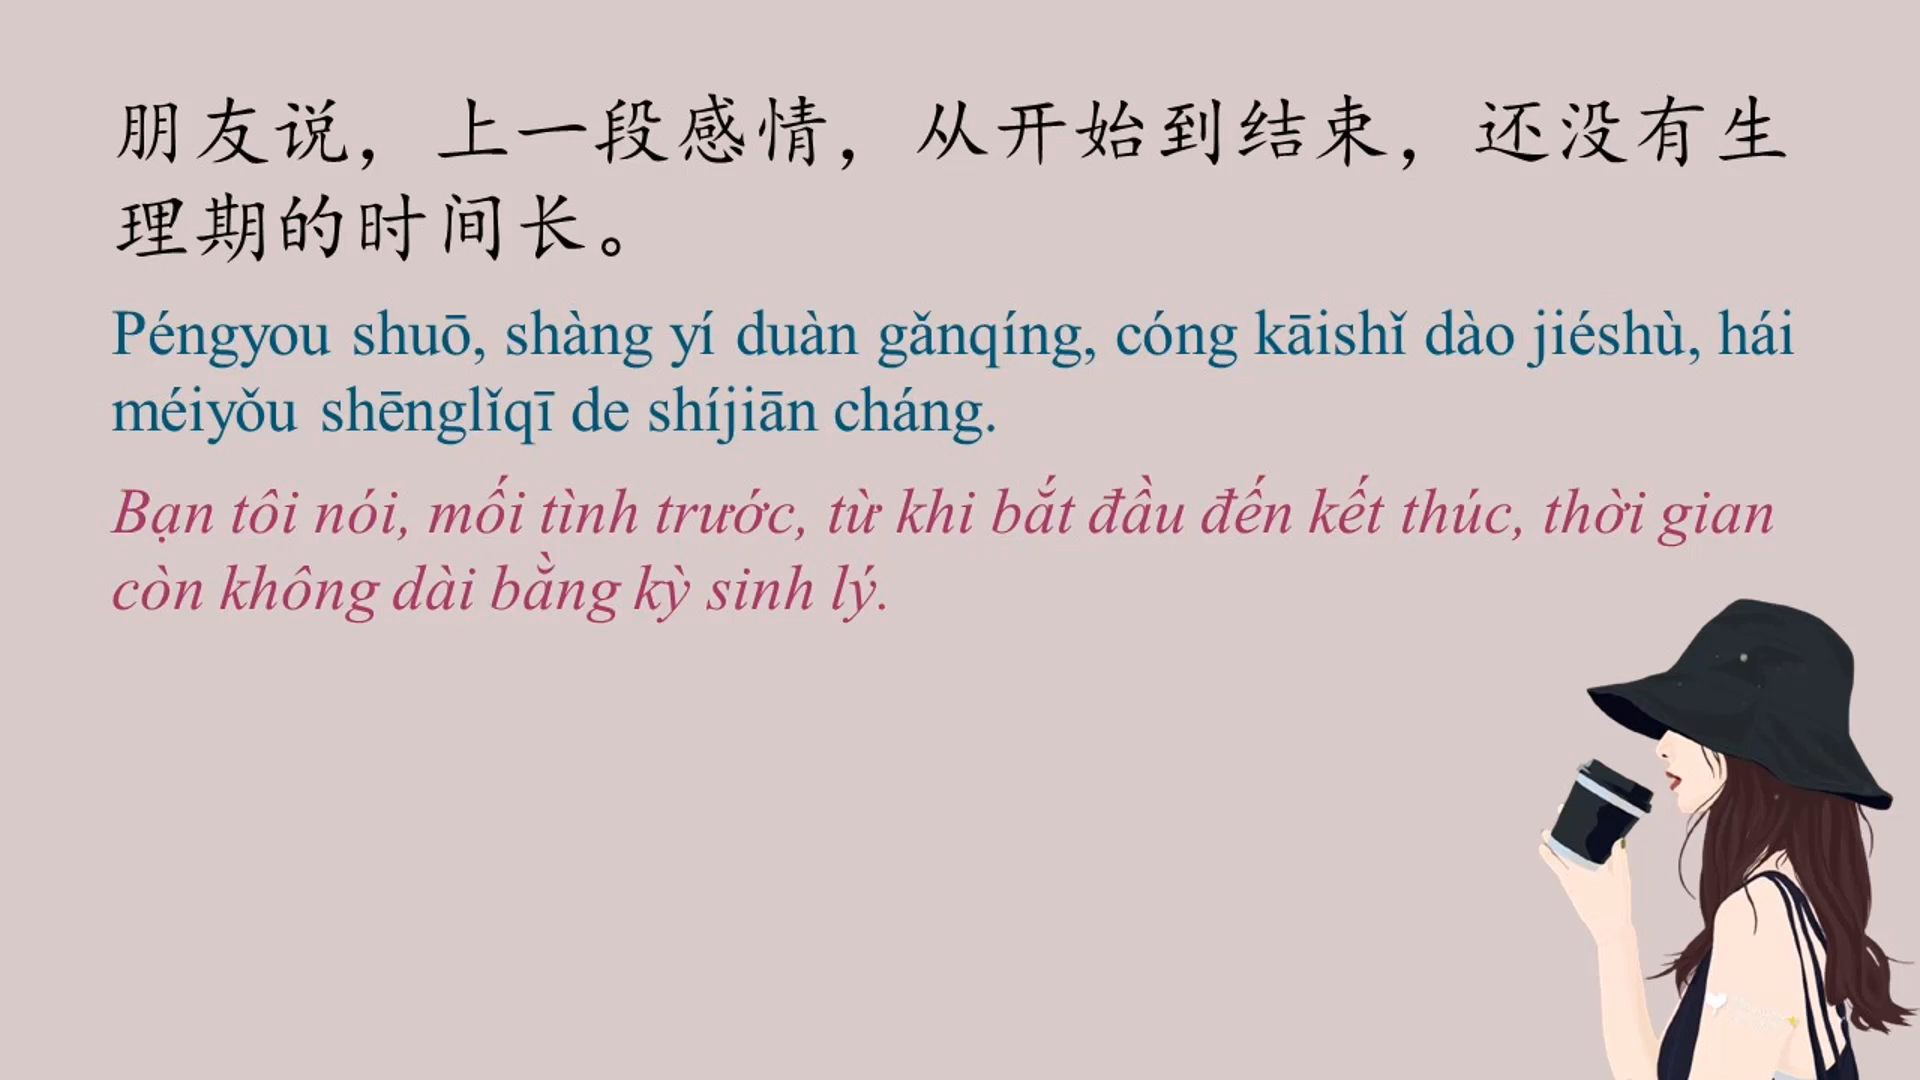 朋友说，上一段感情，从开始到结束，还没有生
理期的时间长。
Péngyou shuō, shàng yí duàn gǎnqíng, cóng kāishǐ dào jiéshù, hái
méiyǒu shēnglǐqī de shíjiān cháng.
Bạn tôi nói, mối tình trước, từ khi bắt đầu đến kết thúc, thời gian
còn không dài bằng kỳ sinh lý.